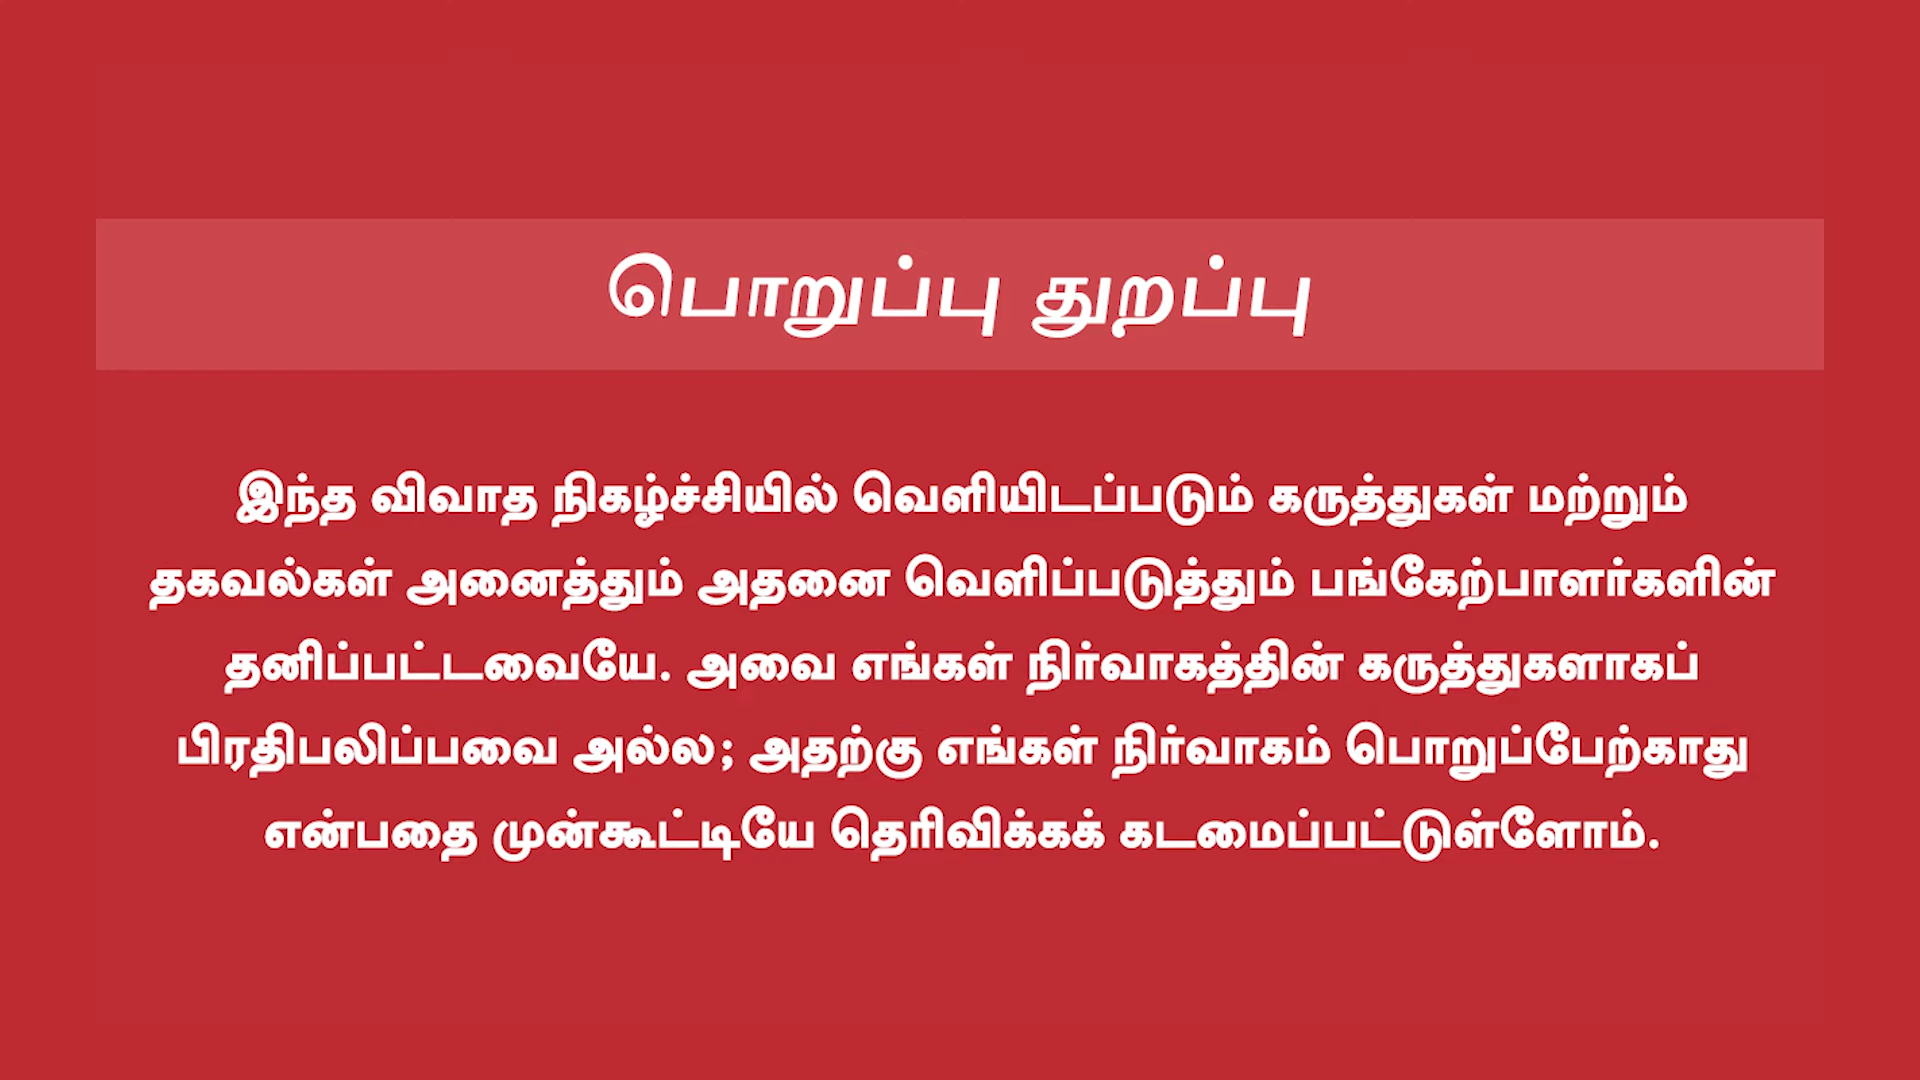 பொறுப்பு துறப்பு
இந்த விவாத நிகழ்ச்சியில் வெளியிடப்படும் கருத்துகள் மற்றும்
தகவல்கள் அனைத்தும் அதனை வெளிப்படுத்தும் பங்கேற்பாளர்களின்
தனிப்பட்டவையே. அவை எங்கள் நிர்வாகத்தின் கருத்துகளாகப்
பிரதிபலிப்பவை அல்ல; அதற்கு எங்கள் நிர்வாகம் பொறுப்பேற்காது
என்பதை முன்கூட்டியே தெரிவிக்கக் கடமைப்பட்டுள்ளோம்.